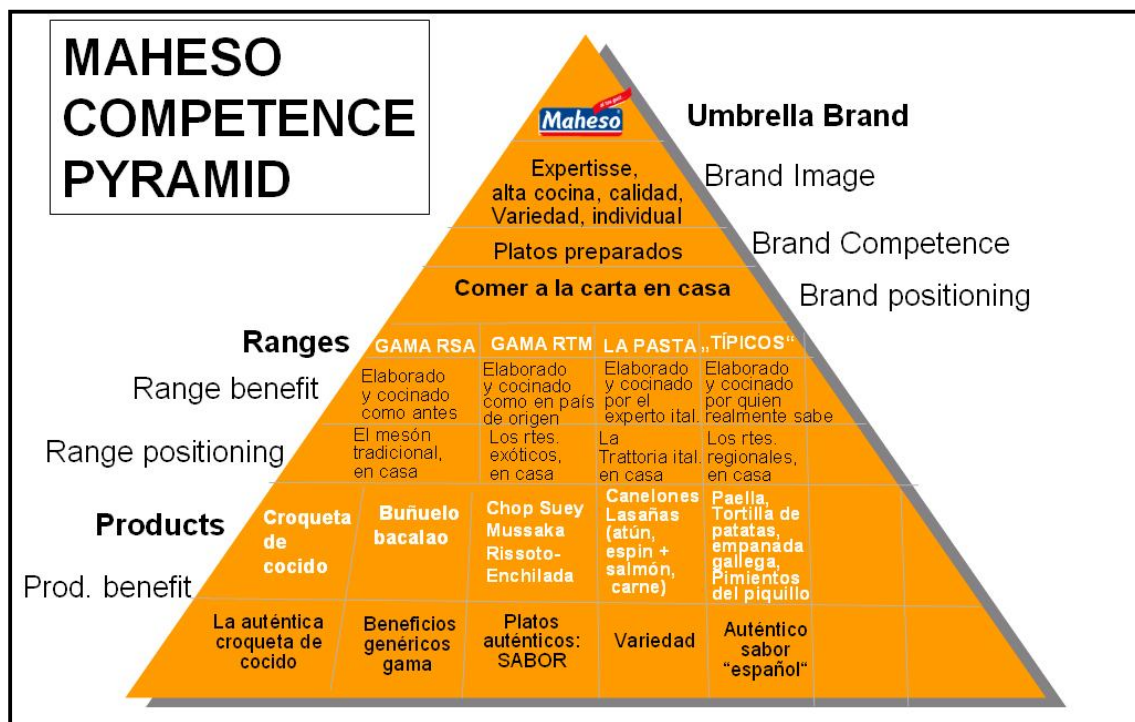 MAHESO
COMPETENCE
PYRAMID
Maheso
Umbrella Brand
Expertisse,
alta cocina, calidad,
Variedad, individual
Brand Image
Platos preparados
Brand Competence
Comer a la carta en casa
Brand positioning
Ranges
GAMA RSA
GAMA RTM
LA PASTA
„TÍPICOS“
Range benefit
Elaborado
y cocinado
como antes
Elaborado
y cocinado
como en país
de origen
Elaborado
y cocinado
por el
experto ital.
Elaborado
y cocinado
por quien
realmente sabe
Range positioning
El mesón
tradicional,
en casa
Los rtes.
exóticos,
en casa
La
Trattoria ital.
en casa
Los rtes.
regionales,
en casa
Products
Croqueta
de
cocido
Buñuelo
bacalao
Chop Suey
Mussaka
Rissoto-
Enchilada
Canelones
Lasañas
(atún,
espin +
salmón,
carne)
Paella,
Tortilla de
patatas,
empanada
gallega,
Pimientos
del piquillo
Prod. benefit
La auténtica
croqueta de
cocido
Beneficios
genéricos
gama
Platos
auténticos:
SABOR
Variedad
Auténtico
sabor
“español“